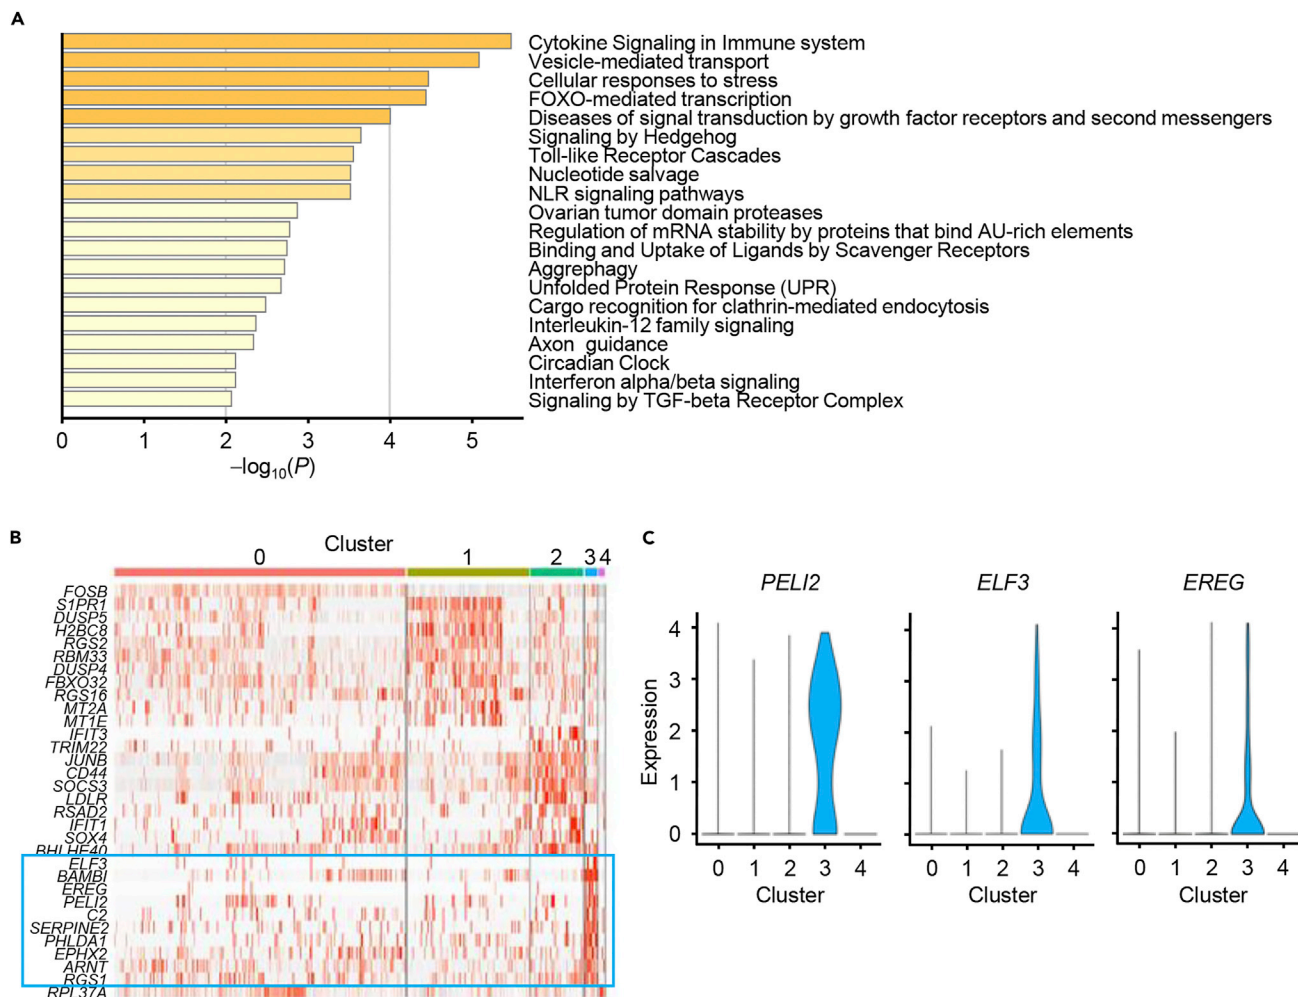 A
Cytokine Signaling in Immune system
Vesicle-mediated transport
Cellular responses to stress
FOXO-mediated transcription
Diseases of signal transduction by growth factor receptors and second messengers
Signaling by Hedgehog
Toll-like Receptor Cascades
Nucleotide salvage
NLR signaling pathways
Ovarian tumor domain proteases
Regulation of mRNA stability by proteins that bind AU-rich elements
Binding and Uptake of Ligands by Scavenger Receptors
Aggrephagy
Unfolded Protein Response (UPR)
Cargo recognition for clathrin-mediated endocytosis
Interleukin-12 family signaling
Axon guidance
Circadian Clock
Interferon alpha/beta signaling
Signaling by TGF-beta Receptor Complex
0 1 2 3 4 5
–log10(P)
B
Cluster
0 1 2 3 4
FOSB
S1PR1
DUSP5
H2BC8
RGS2
RBM33
DUSP4
FBXO32
RGS16
MT2A
MT1E
IFIT3
TRIM22
JUNB
CD44
SOCS3
LDLR
RSAD2
IFIT1
SOX4
BHLHE40
ELF3
BAMBI
EREG
PELI2
C2
SERPINE2
PHLDA1
EPHX2
ARNT
RGS1
RPL37A
C
PELI2 ELF3 EREG
Expression
4
3
2
1
0
0 1 2 3 4 0 1 2 3 4 0 1 2 3 4
Cluster Cluster Cluster